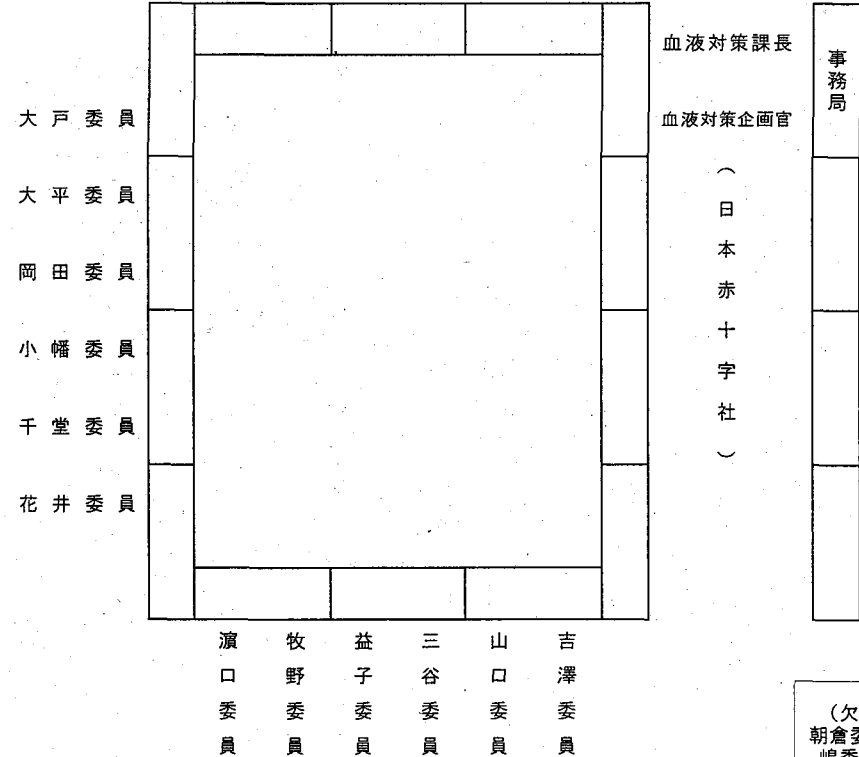 血液対策課長
事務局
血液対策企画官
(日本赤十字社)
大戸委員
大平委員
岡田委員
小幡委員
千堂委員
花井委員
濵口委員
牧野委員
益子委員
三谷委員
山口委員
吉澤委員
(欠
朝倉委
嶋委